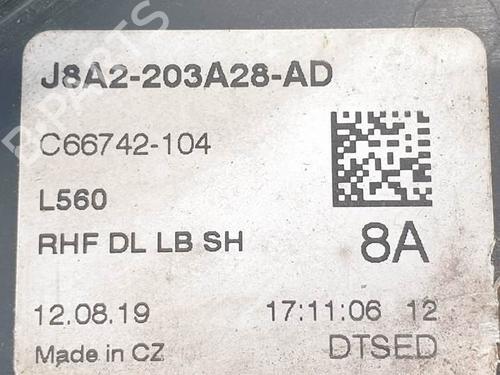 J8A2-203A28-AD
C66742-104
L560
RHF DL LB SH
8A
12.08.19
17:11:06 12
Made in CZ
DTSED